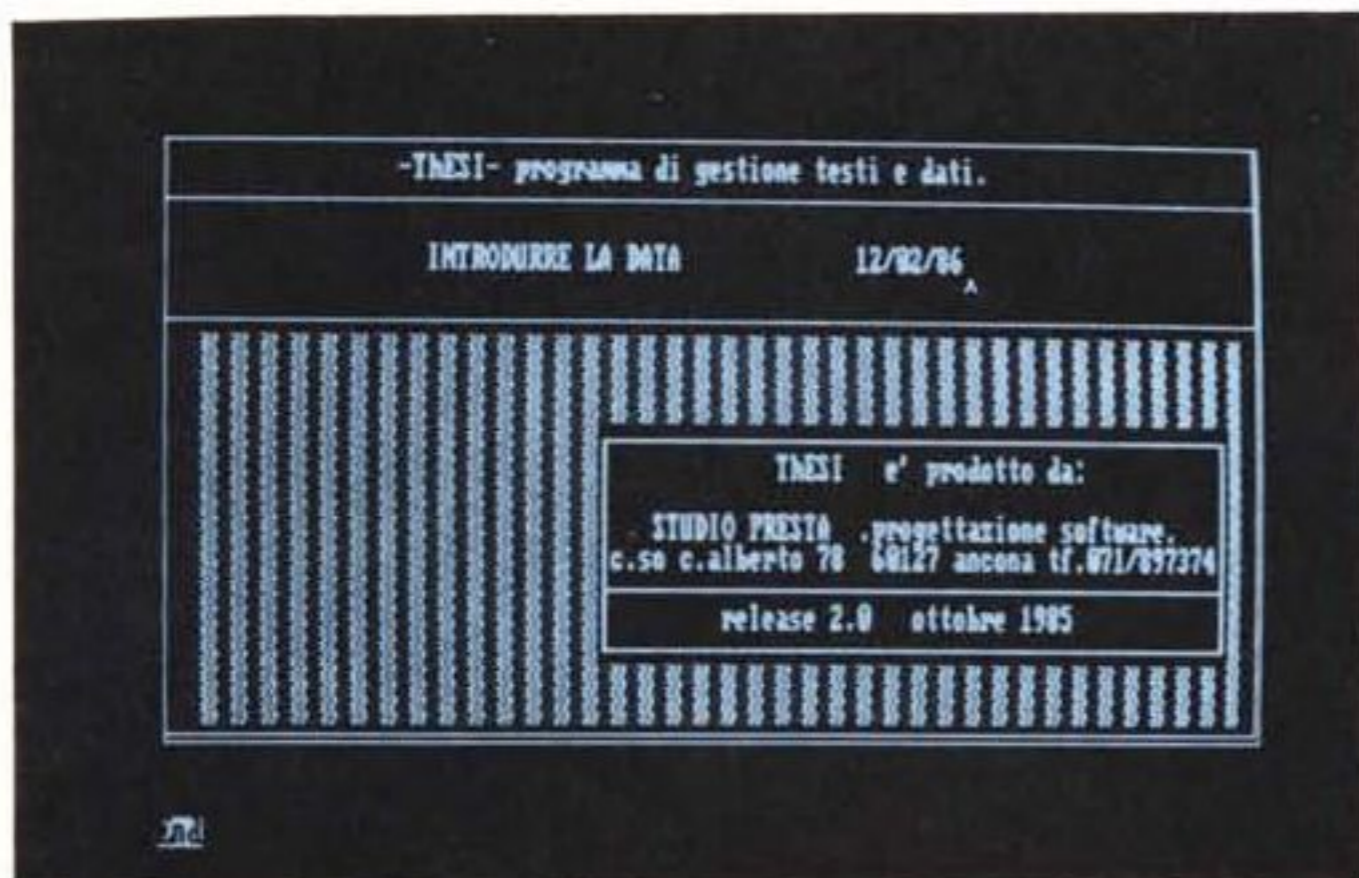 -ThESI- programma di gestione testi e dati.
INTRODURRE LA DATA 12/02/86
ThESI e' prodotto da:
STUDIO PRESTA .progettazione software.
c.so c.alberto 78 60127 ancona tf.071/897374
release 2.0 ottobre 1985